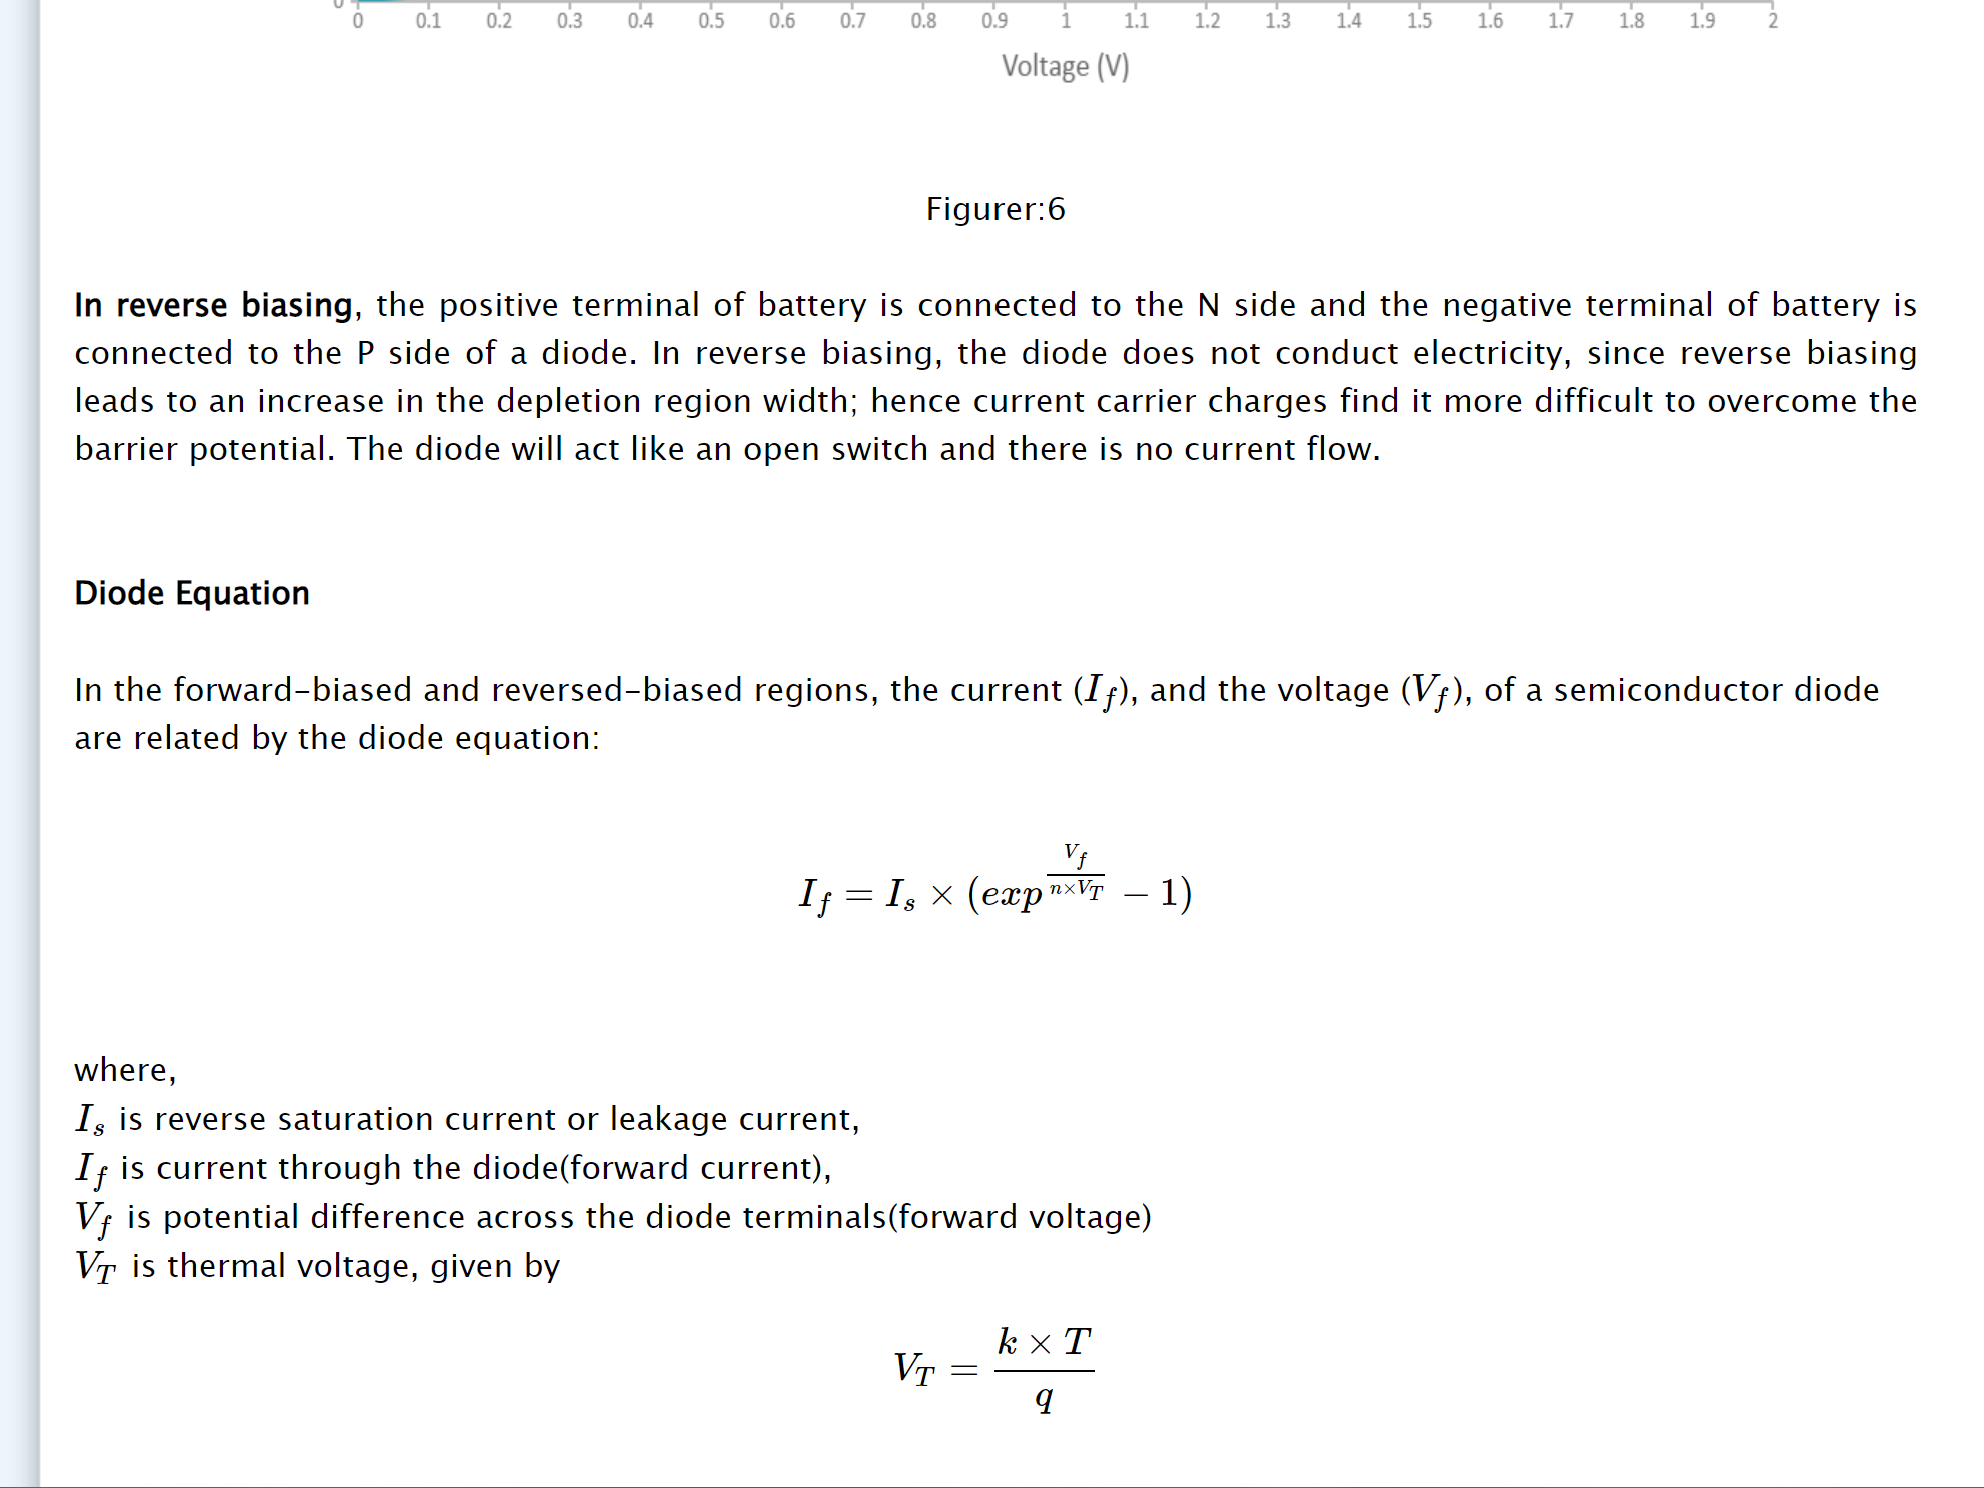 0
0 0.1 0.2 0.3 0.4 0.5 0.6 0.7 0.8 0.9 1 1.1 1.2 1.3 1.4 1.5 1.6 1.7 1.8 1.9 2
Voltage (V)
Figurer:6
In reverse biasing, the positive terminal of battery is connected to the N side and the negative terminal of battery is
connected to the P side of a diode. In reverse biasing, the diode does not conduct electricity, since reverse biasing
leads to an increase in the depletion region width; hence current carrier charges find it more difficult to overcome the
barrier potential. The diode will act like an open switch and there is no current flow.
Diode Equation
In the forward-biased and reversed-biased regions, the current (I_f), and the voltage (V_f), of a semiconductor diode
are related by the diode equation:
I_f = I_s × (exp^{\frac{V_f}{n×V_T}} − 1)
where,
I_s is reverse saturation current or leakage current,
I_f is current through the diode(forward current),
V_f is potential difference across the diode terminals(forward voltage)
V_T is thermal voltage, given by
V_T = \frac{k × T}{q}